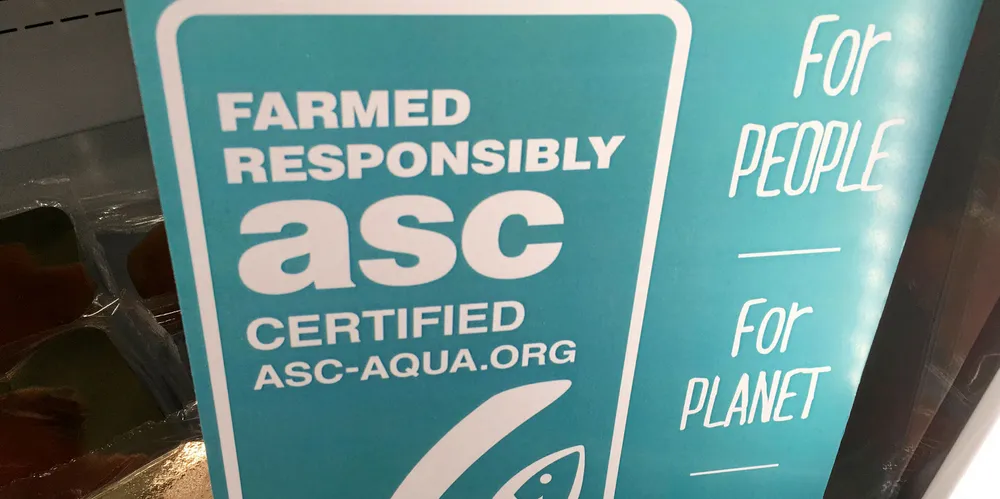 FARMED
RESPONSIBLY
asc
CERTIFIED
ASC-AQUA.ORG
For
PEOPLE
For
PLANET